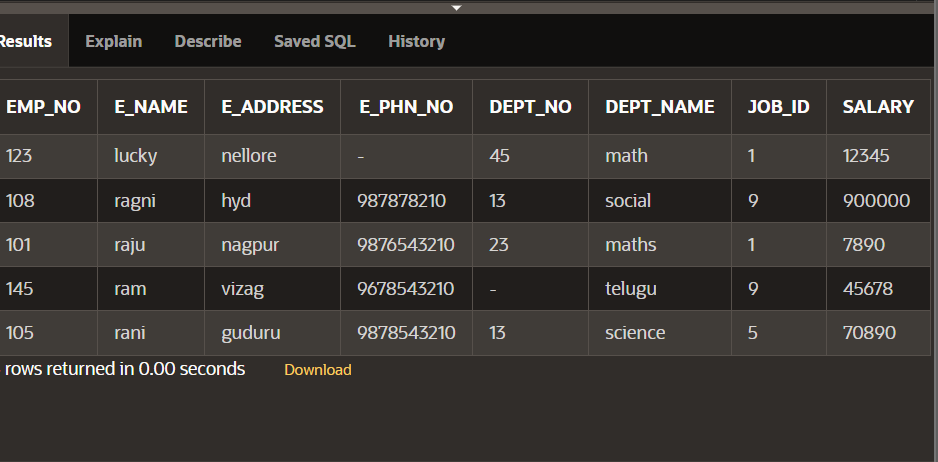 Results Explain Describe Saved SQL History
EMP_NO E_NAME E_ADDRESS E_PHN_NO DEPT_NO DEPT_NAME JOB_ID SALARY
123 lucky nellore - 45 math 1 12345
108 ragni hyd 987878210 13 social 9 900000
101 raju nagpur 9876543210 23 maths 1 7890
145 ram vizag 9678543210 - telugu 9 45678
105 rani guduru 9878543210 13 science 5 70890
rows returned in 0.00 seconds Download